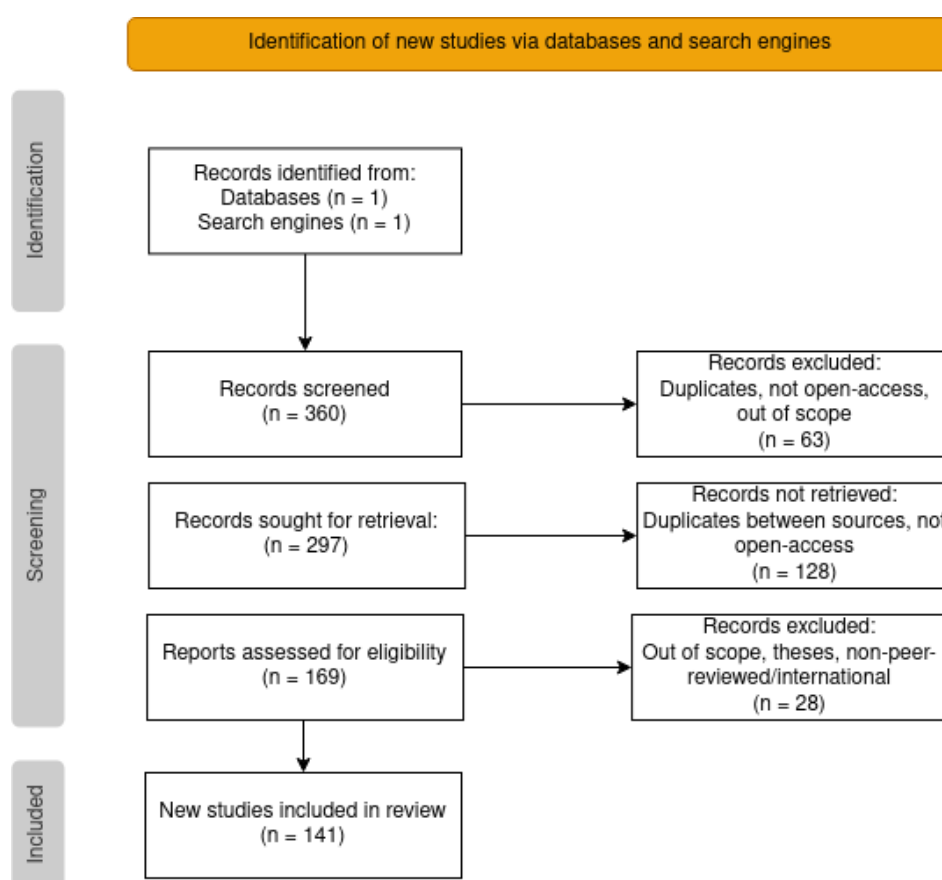 Identification of new studies via databases and search engines
Identification
Records identified from:
Databases (n = 1)
Search engines (n = 1)
Screening
Records screened
(n = 360)
Records excluded:
Duplicates, not open-access,
out of scope
(n = 63)
Records sought for retrieval:
(n = 297)
Records not retrieved:
Duplicates between sources, not
open-access
(n = 128)
Reports assessed for eligibility
(n = 169)
Records excluded:
Out of scope, theses, non-peer-
reviewed/international
(n = 28)
Included
New studies included in review
(n = 141)